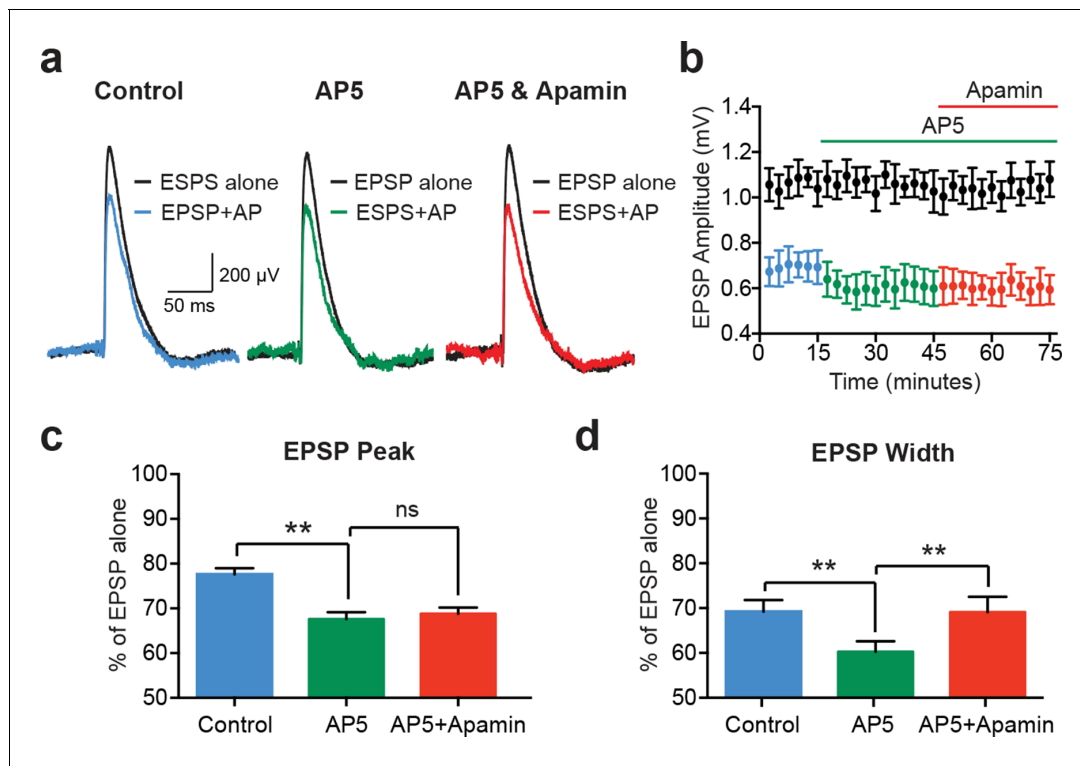 a
Control
AP5
AP5 & Apamin
ESPS alone
EPSP+AP
EPSP alone
ESPS+AP
EPSP alone
ESPS+AP
200 µV
50 ms
b
Apamin
AP5
EPSP Amplitude (mV)
1.4
1.2
1.0
0.8
0.6
0.4
0
15
30
45
60
75
Time (minutes)
c
EPSP Peak
% of EPSP alone
100
90
80
70
60
50
**
ns
Control
AP5
AP5+Apamin
d
EPSP Width
% of EPSP alone
100
90
80
70
60
50
**
**
Control
AP5
AP5+Apamin